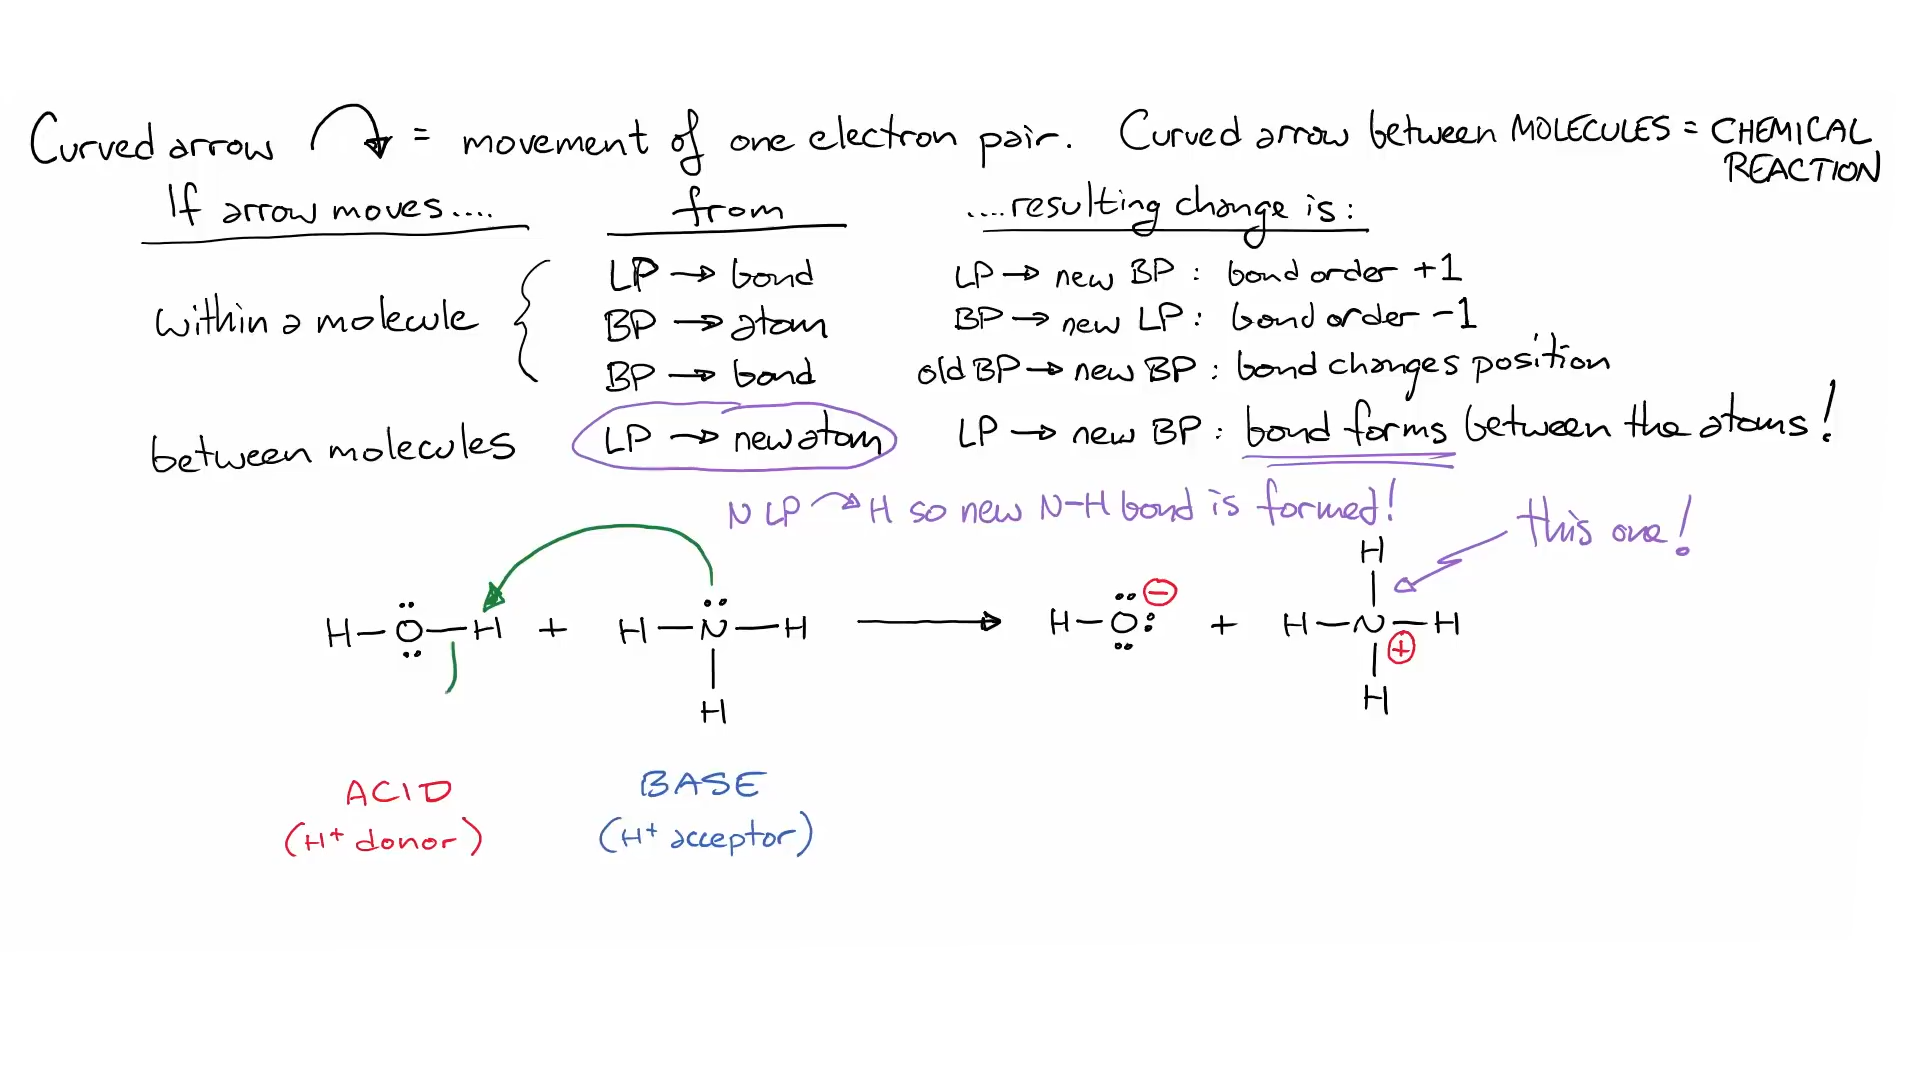 Curved arrow = movement of one electron pair. Curved arrow between MOLECULES = CHEMICAL
REACTION
If arrow moves.... from ....resulting change is:
within a molecule
LP → bond LP → new BP : bond order +1
BP → atom BP → new LP : bond order -1
BP → bond old BP → new BP : bond changes position
between molecules LP → new atom LP → new BP : bond forms between the atoms!
N LP → H so new N-H bond is formed!
this one!
H
H-O-H + H-N-H → H-O: ⊖ + H-N-H
⊕
H H
ACID BASE
(H+ donor) (H+ acceptor)